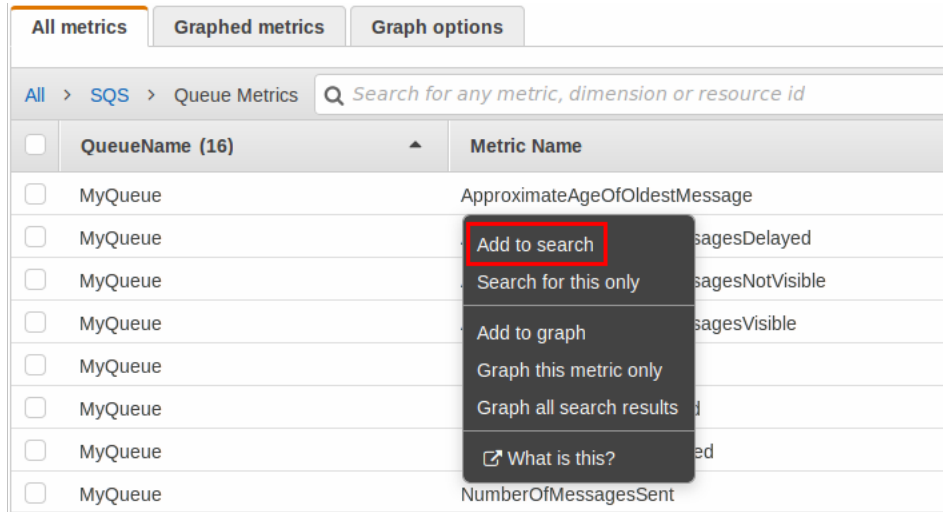 All metrics Graphed metrics Graph options
All > SQS > Queue Metrics Search for any metric, dimension or resource id
QueueName (16) Metric Name
MyQueue ApproximateAgeOfOldestMessage
MyQueue sagesDelayed
Add to search
MyQueue sagesNotVisible
Search for this only
MyQueue sagesVisible
Add to graph
MyQueue
Graph this metric only
MyQueue
Graph all search results
MyQueue ed
What is this?
MyQueue NumberOfMessagesSent